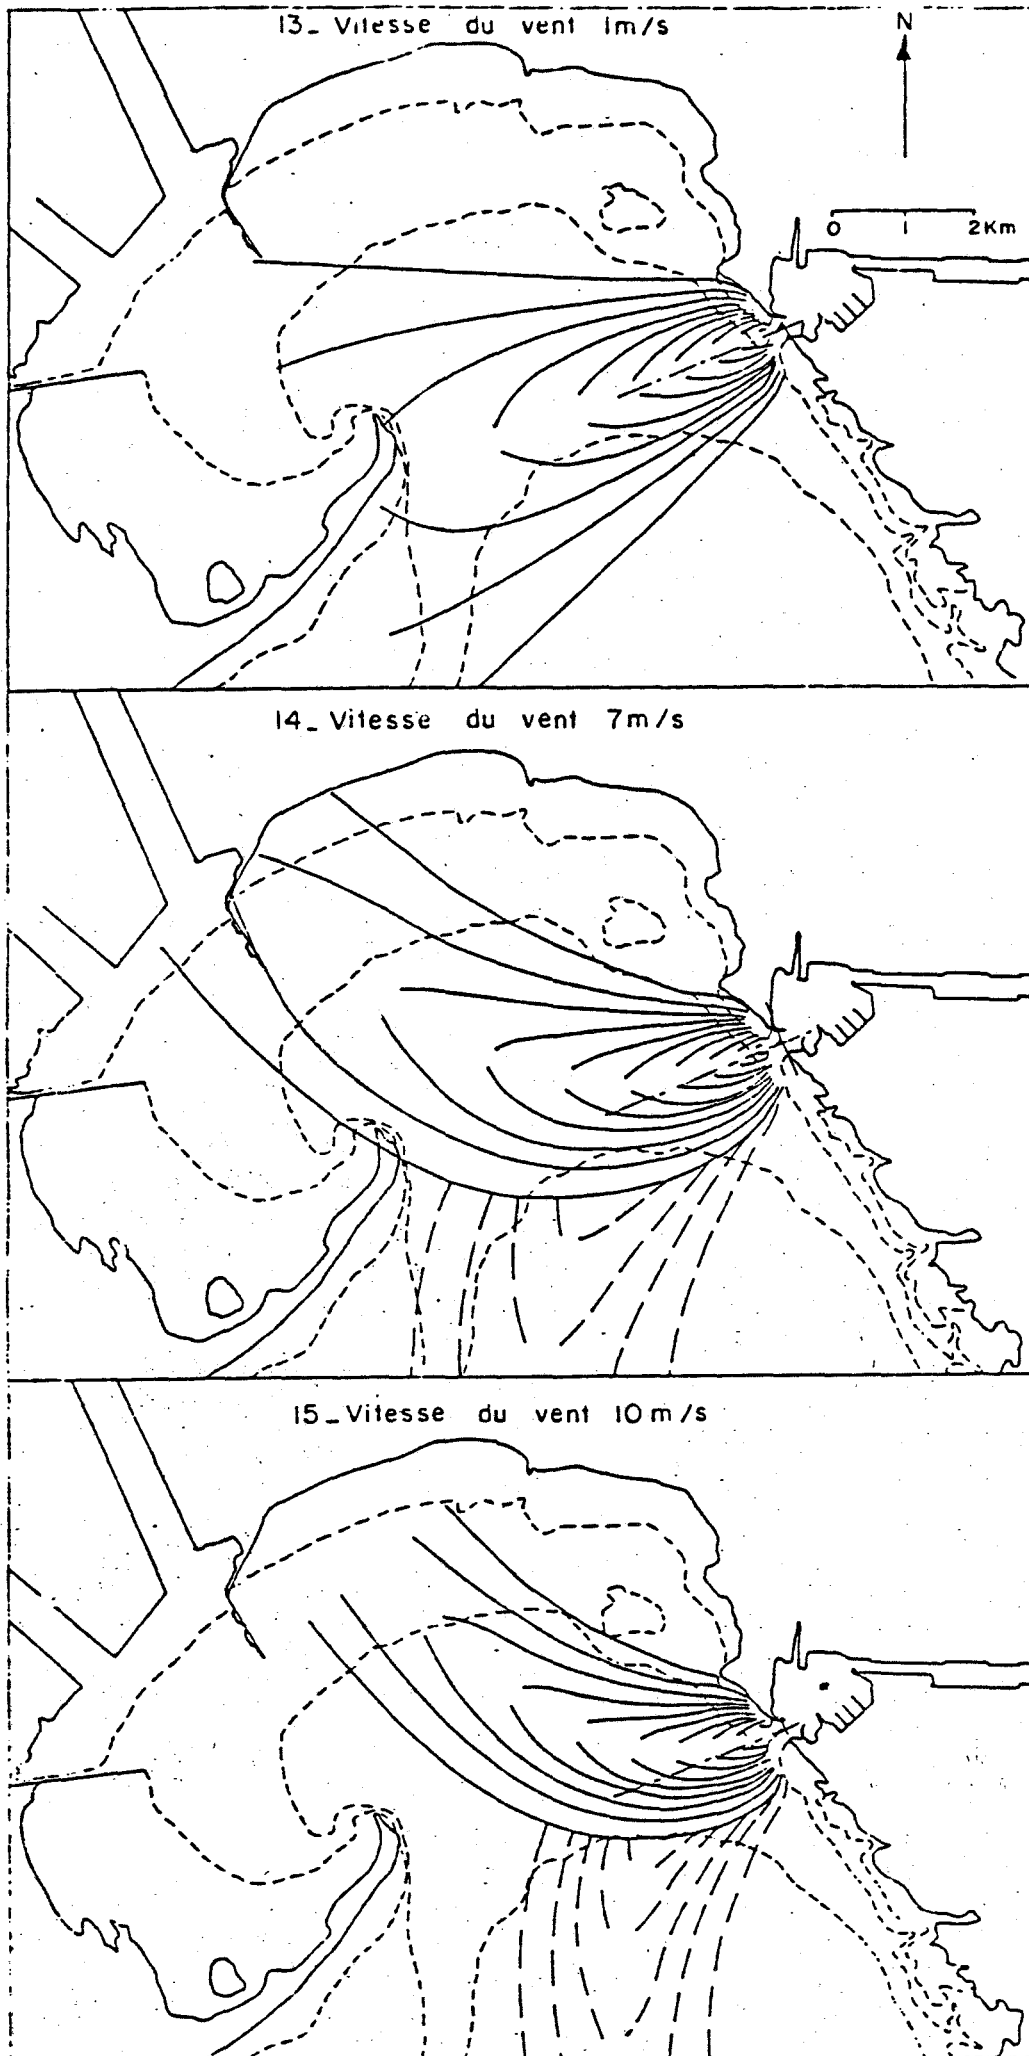 13_ Vitesse du vent 1m/s
N
0 1 2Km
14_ Vitesse du vent 7m/s
15_ Vitesse du vent 10m/s